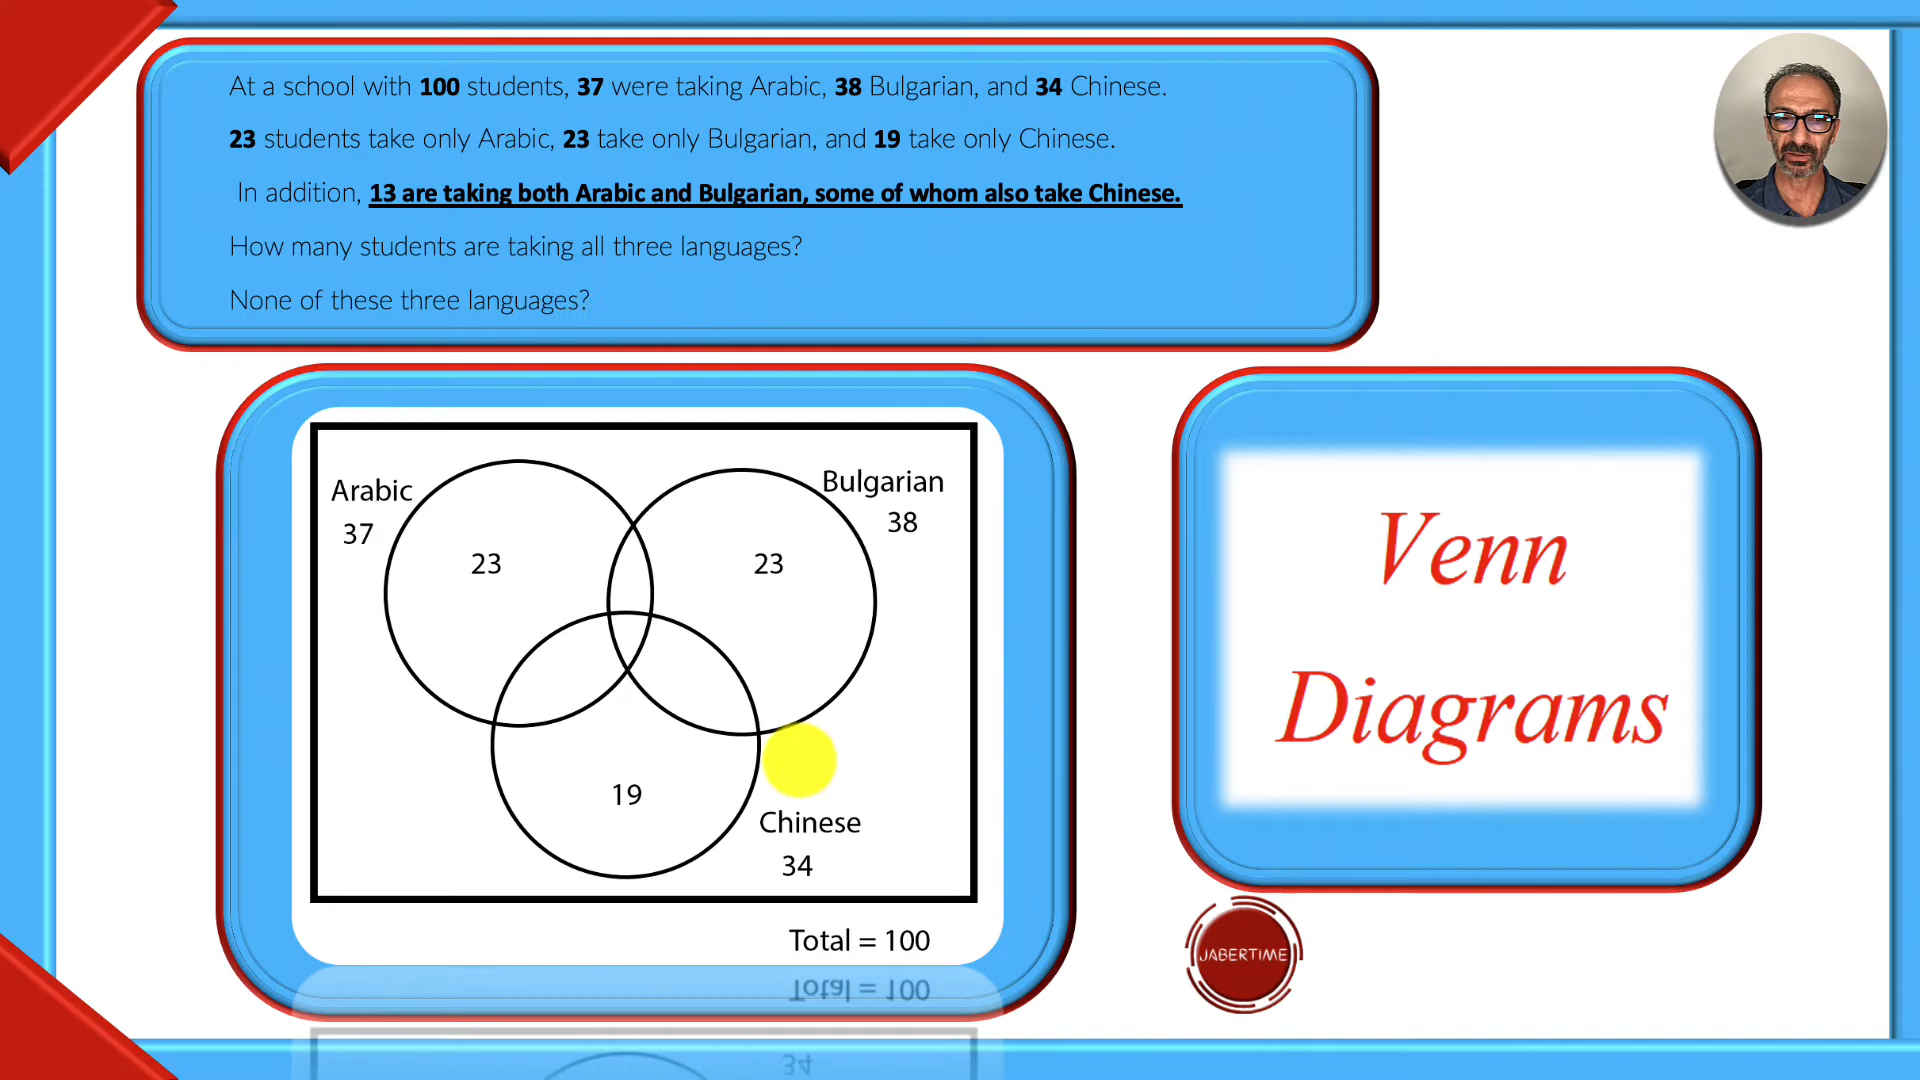 At a school with 100 students, 37 were taking Arabic, 38 Bulgarian, and 34 Chinese.
23 students take only Arabic, 23 take only Bulgarian, and 19 take only Chinese.
In addition, 13 are taking both Arabic and Bulgarian, some of whom also take Chinese.
How many students are taking all three languages?
None of these three languages?
Arabic
37
Bulgarian
38
23
23
19
Chinese
34
Total = 100
Venn
Diagrams
JABERTIME
Total = 100
34